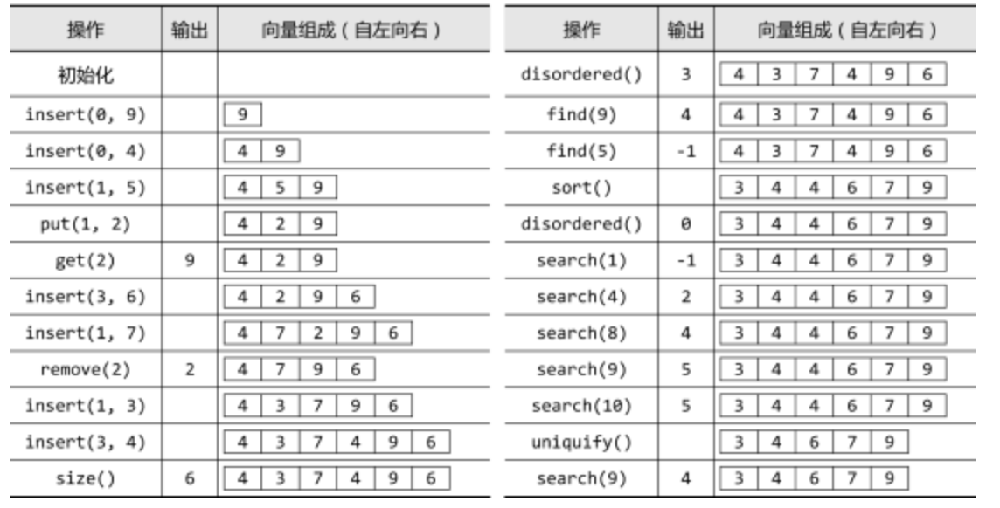 操作 输出 向量组成（自左向右）
初始化
insert(0, 9) 9
insert(0, 4) 4 9
insert(1, 5) 4 5 9
put(1, 2) 4 2 9
get(2) 9 4 2 9
insert(3, 6) 4 2 9 6
insert(1, 7) 4 7 2 9 6
remove(2) 2 4 7 9 6
insert(1, 3) 4 3 7 9 6
insert(3, 4) 4 3 7 4 9 6
size() 6 4 3 7 4 9 6
操作 输出 向量组成（自左向右）
disordered() 3 4 3 7 4 9 6
find(9) 4 4 3 7 4 9 6
find(5) -1 4 3 7 4 9 6
sort() 3 4 4 6 7 9
disordered() 0 3 4 4 6 7 9
search(1) -1 3 4 4 6 7 9
search(4) 2 3 4 4 6 7 9
search(8) 4 3 4 4 6 7 9
search(9) 5 3 4 4 6 7 9
search(10) 5 3 4 4 6 7 9
uniquify() 3 4 6 7 9
search(9) 4 3 4 6 7 9